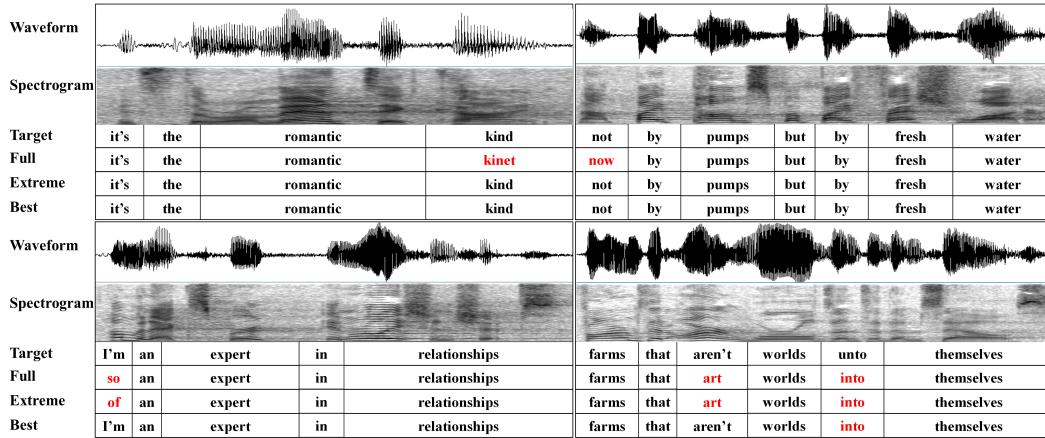 Waveform
Spectrogram
Target it's the romantic kind not by pumps but by fresh water
Full it's the romantic kinet now by pumps but by fresh water
Extreme it's the romantic kind not by pumps but by fresh water
Best it's the romantic kind not by pumps but by fresh water
Waveform
Spectrogram
Target I'm an expert in relationships farms that aren't worlds unto themselves
Full so an expert in relationships farms that art worlds into themselves
Extreme of an expert in relationships farms that art worlds into themselves
Best I'm an expert in relationships farms that aren't worlds into themselves